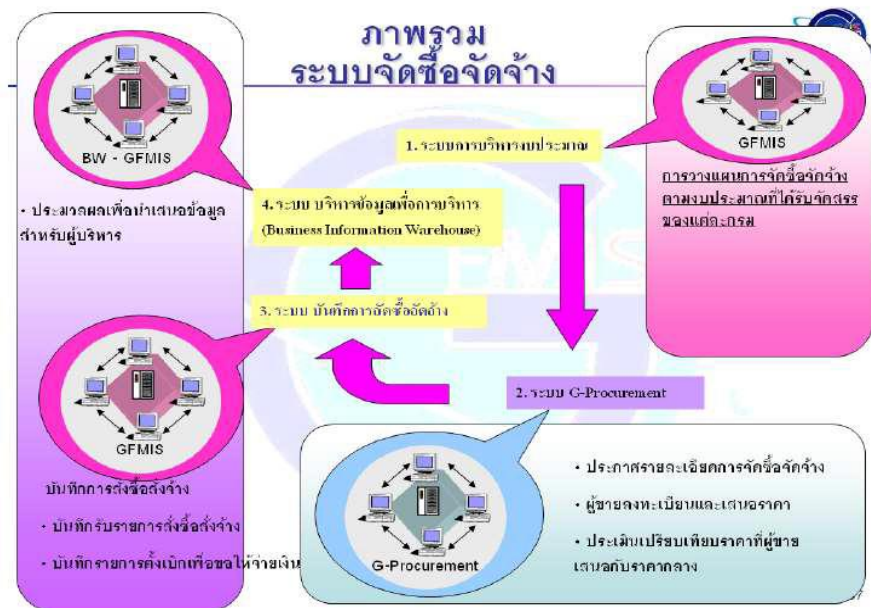 ภาพรวม
ระบบจัดซื้อจัดจ้าง
BW - GFMIS
• ประมวลผลเพื่อนำเสนอข้อมูล
สำหรับผู้บริหาร
1. ระบบการบริหารงบประมาณ
GFMIS
การวางแผนการจัดซื้อจัดจ้าง
ตามงบประมาณที่ได้รับจัดสรร
ของแต่ละกรม
4. ระบบ บริหารข้อมูลเพื่อการบริหาร
(Business Information Warehouse)
3. ระบบ บันทึกการจัดซื้อจัดจ้าง
2. ระบบ G-Procurement
GFMIS
บันทึกการสั่งซื้อสั่งจ้าง
• บันทึกรับรายการสั่งซื้อสั่งจ้าง
• บันทึกรายการตั้งเบิกเพื่อขอให้จ่ายเงิน
G-Procurement
• ประกาศรายละเอียดการจัดซื้อจัดจ้าง
• ผู้ขายลงทะเบียนและเสนอราคา
• ประเมินเปรียบเทียบราคาที่ผู้ขาย
เสนอกับราคากลาง